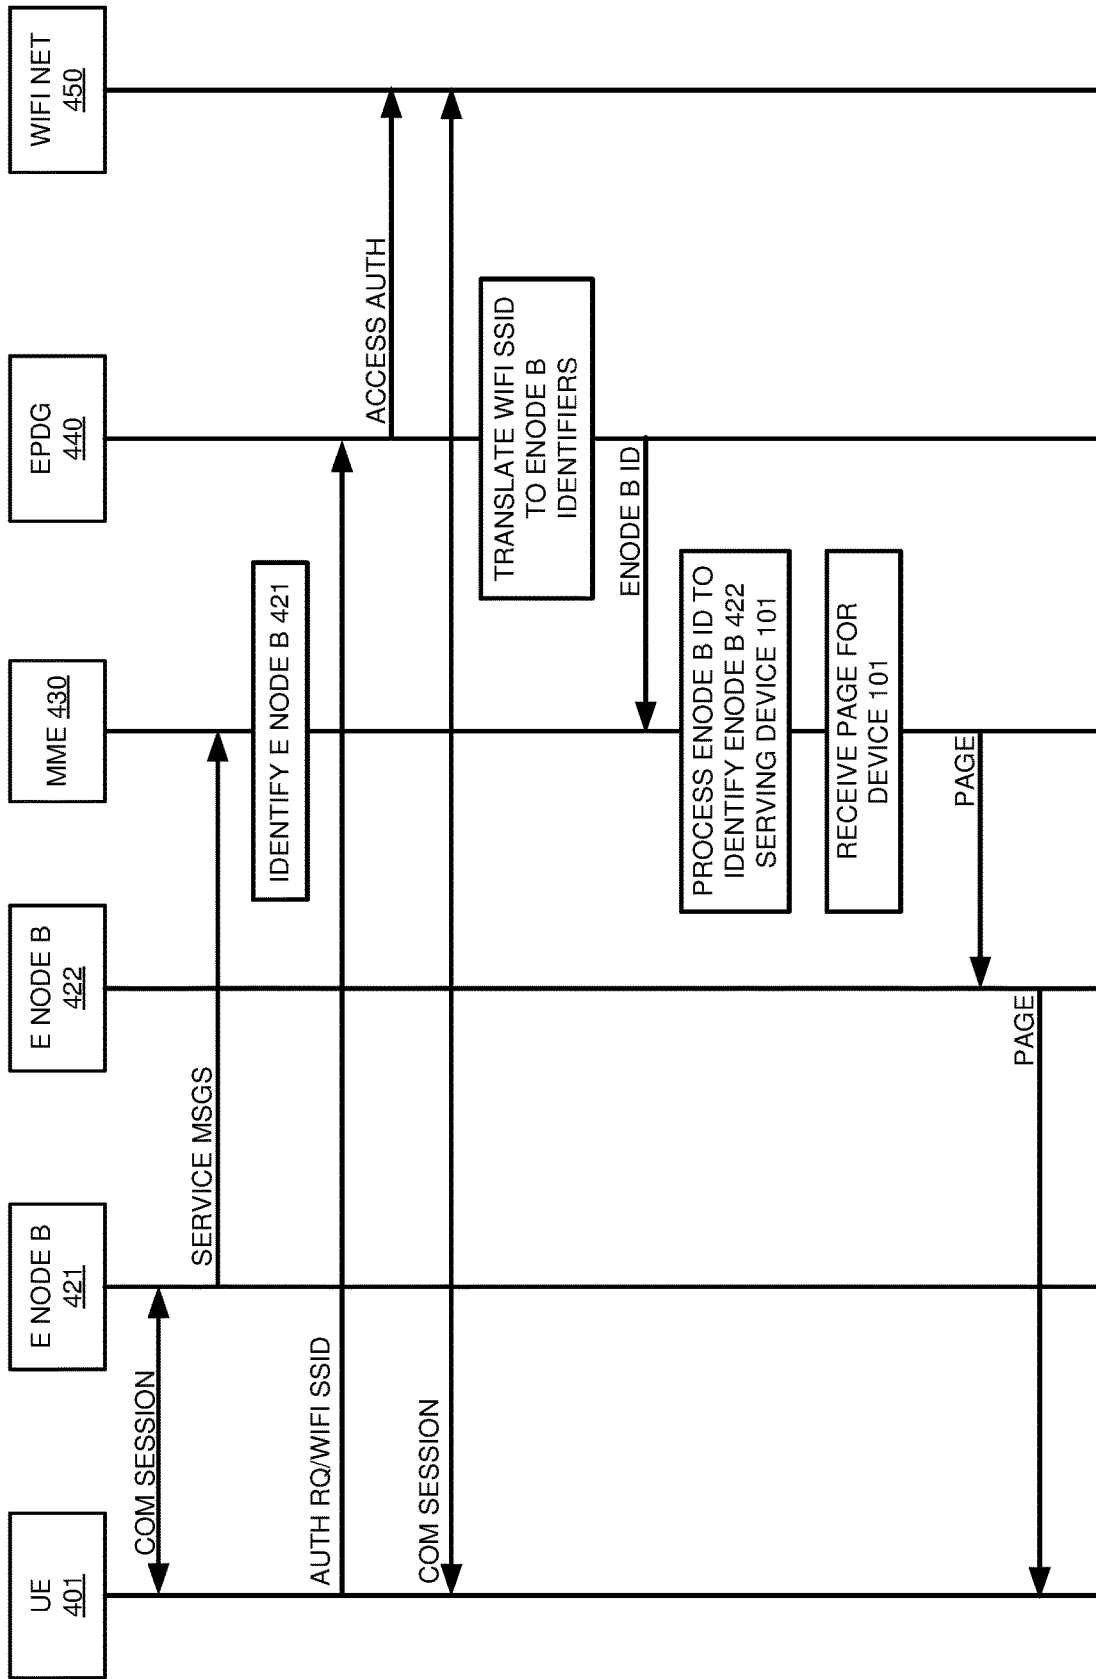 UE
401
E NODE B
421
E NODE B
422
MME 430
EPDG
440
WIFI NET
450
COM SESSION
SERVICE MSGS
IDENTIFY E NODE B 421
AUTH RQ/WIFI SSID
ACCESS AUTH
COM SESSION
TRANSLATE WIFI SSID
TO ENODE B
IDENTIFIERS
ENODE B ID
PROCESS ENODE B ID TO
IDENTIFY ENODE B 422
SERVING DEVICE 101
RECEIVE PAGE FOR
DEVICE 101
PAGE
PAGE